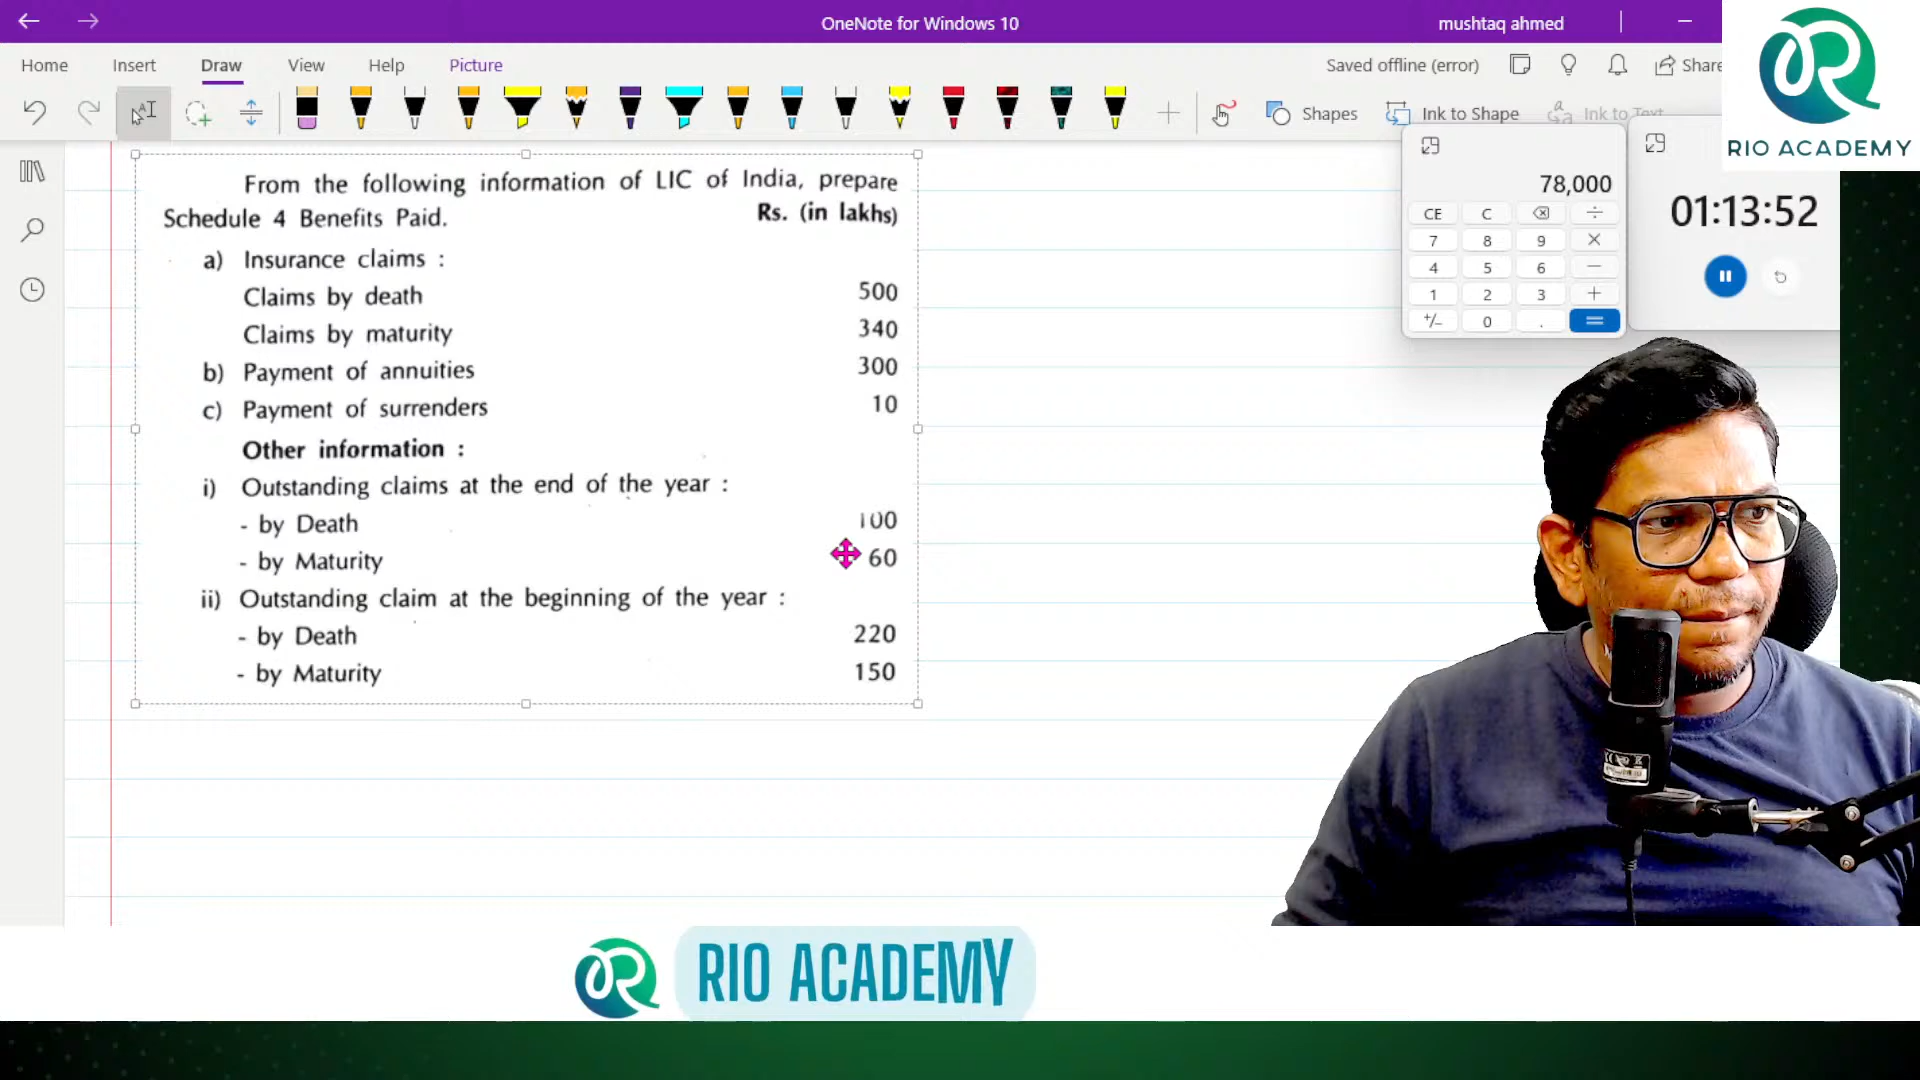 OneNote for Windows 10
mushtaq ahmed
Home Insert Draw View Help Picture
Saved offline (error) Share
Shapes Ink to Shape Ink to Text
RIO ACADEMY
78,000
CE C ÷
7 8 9 ×
4 5 6 −
1 2 3 +
+/− 0 . =
01:13:52
From the following information of LIC of India, prepare
Schedule 4 Benefits Paid. Rs. (in lakhs)
a) Insurance claims :
Claims by death 500
Claims by maturity 340
b) Payment of annuities 300
c) Payment of surrenders 10
Other information :
i) Outstanding claims at the end of the year :
- by Death 100
- by Maturity 60
ii) Outstanding claim at the beginning of the year :
- by Death 220
- by Maturity 150
RIO ACADEMY